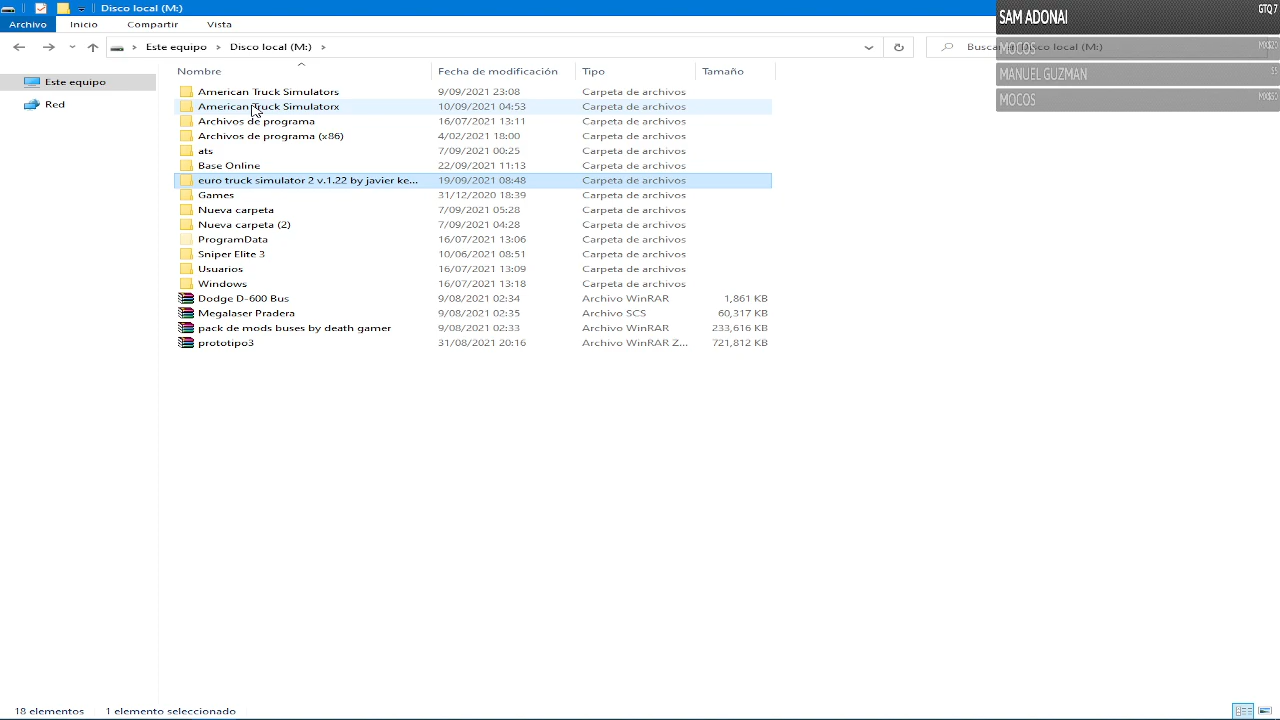 Disco local (M:)
Archivo Inicio Compartir Vista
Este equipo Disco local (M:)
Disco local (M:)
SAM ADONAI GTQ 7
MOCOS
MANUEL GUZMAN
MOCOS
Este equipo
Red
Nombre Fecha de modificación Tipo Tamaño
American Truck Simulators 9/09/2021 23:08 Carpeta de archivos
American Truck Simulatorx 10/09/2021 04:53 Carpeta de archivos
Archivos de programa 16/07/2021 13:11 Carpeta de archivos
Archivos de programa (x86) 4/02/2021 18:00 Carpeta de archivos
ats 7/09/2021 00:25 Carpeta de archivos
Base Online 22/09/2021 11:13 Carpeta de archivos
euro truck simulator 2 v.1.22 by javier ke... 19/09/2021 08:48 Carpeta de archivos
Games 31/12/2020 18:39 Carpeta de archivos
Nueva carpeta 7/09/2021 05:28 Carpeta de archivos
Nueva carpeta (2) 7/09/2021 04:28 Carpeta de archivos
ProgramData 16/07/2021 13:06 Carpeta de archivos
Sniper Elite 3 10/06/2021 08:51 Carpeta de archivos
Usuarios 16/07/2021 13:09 Carpeta de archivos
Windows 16/07/2021 13:18 Carpeta de archivos
Dodge D-600 Bus 9/08/2021 02:34 Archivo WinRAR 1,861 KB
Megalaser Pradera 9/08/2021 02:35 Archivo SCS 60,317 KB
pack de mods buses by death gamer 9/08/2021 02:33 Archivo WinRAR 233,616 KB
prototipo3 31/08/2021 20:16 Archivo WinRAR Z... 721,812 KB
18 elementos 1 elemento seleccionado